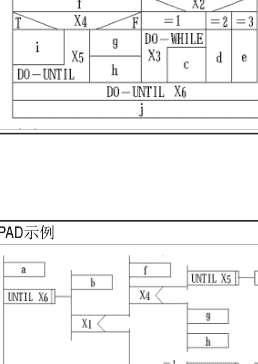 f X2
T X4 F =1 =2 =3
i X5 g DO-WHILE
X3 c d e
DO-UNTIL h
DO-UNTIL X6
j
PAD示例
a f UNTIL X5
b
UNTIL X6 X4
g
X1
h